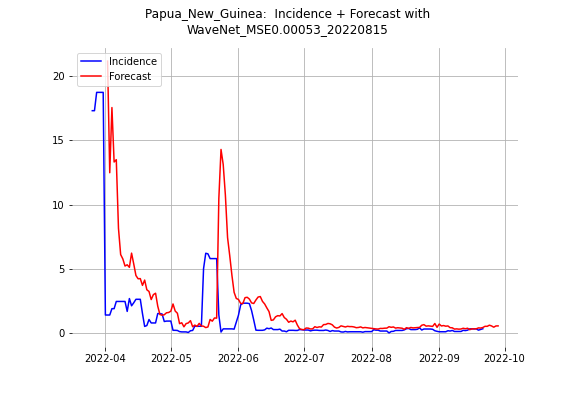 Papua_New_Guinea:  Incidence + Forecast with
WaveNet_MSE0.00053_20220815
Incidence
Forecast
20
15
10
5
0
2022-04 2022-05 2022-06 2022-07 2022-08 2022-09 2022-10